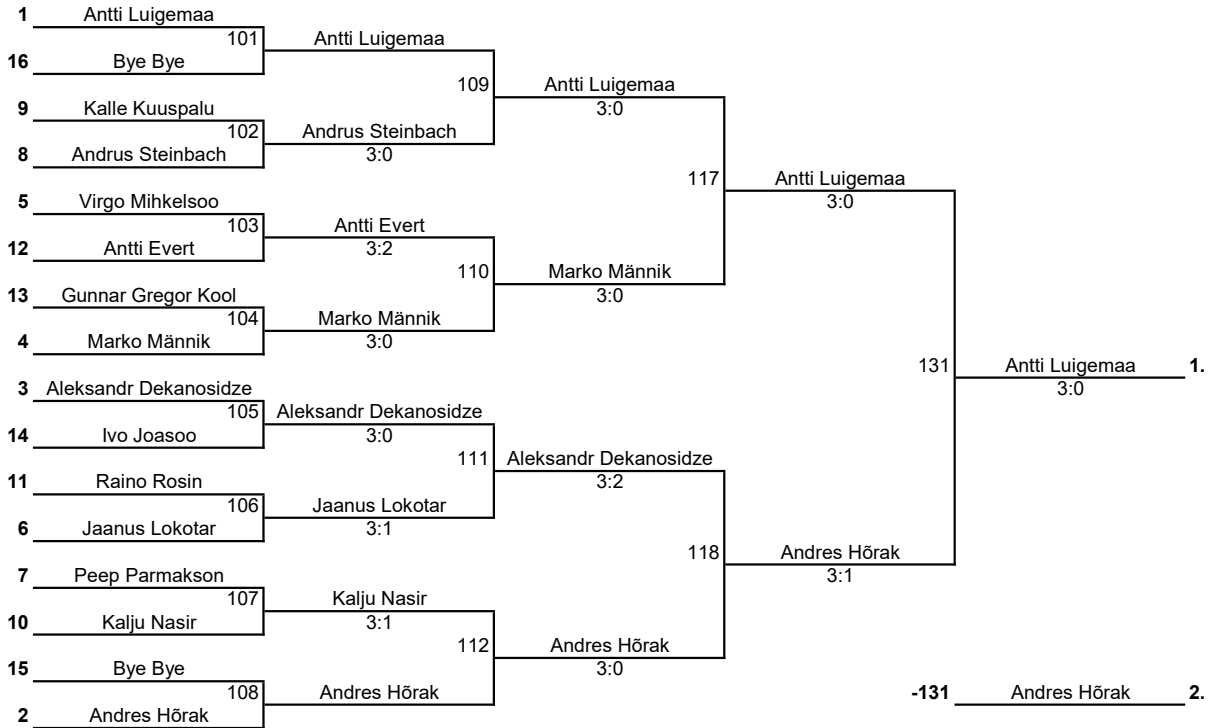 1 Antti Luigemaa
101 Antti Luigemaa
16 Bye Bye
109 Antti Luigemaa
3:0
9 Kalle Kuuspalu
102 Andrus Steinbach
3:0
8 Andrus Steinbach
117 Antti Luigemaa
3:0
5 Virgo Mihkelsoo
103 Antti Evert
3:2
12 Antti Evert
110 Marko Männik
3:0
13 Gunnar Gregor Kool
104 Marko Männik
3:0
4 Marko Männik
131 Antti Luigemaa 1.
3:0
3 Aleksandr Dekanosidze
105 Aleksandr Dekanosidze
3:0
14 Ivo Joasoo
111 Aleksandr Dekanosidze
3:2
11 Raino Rosin
106 Jaanus Lokotar
3:1
6 Jaanus Lokotar
118 Andres Hõrak
3:1
7 Peep Parmakson
107 Kalju Nasir
3:1
10 Kalju Nasir
112 Andres Hõrak
3:0
15 Bye Bye
108 Andres Hõrak
2 Andres Hõrak
-131 Andres Hõrak 2.